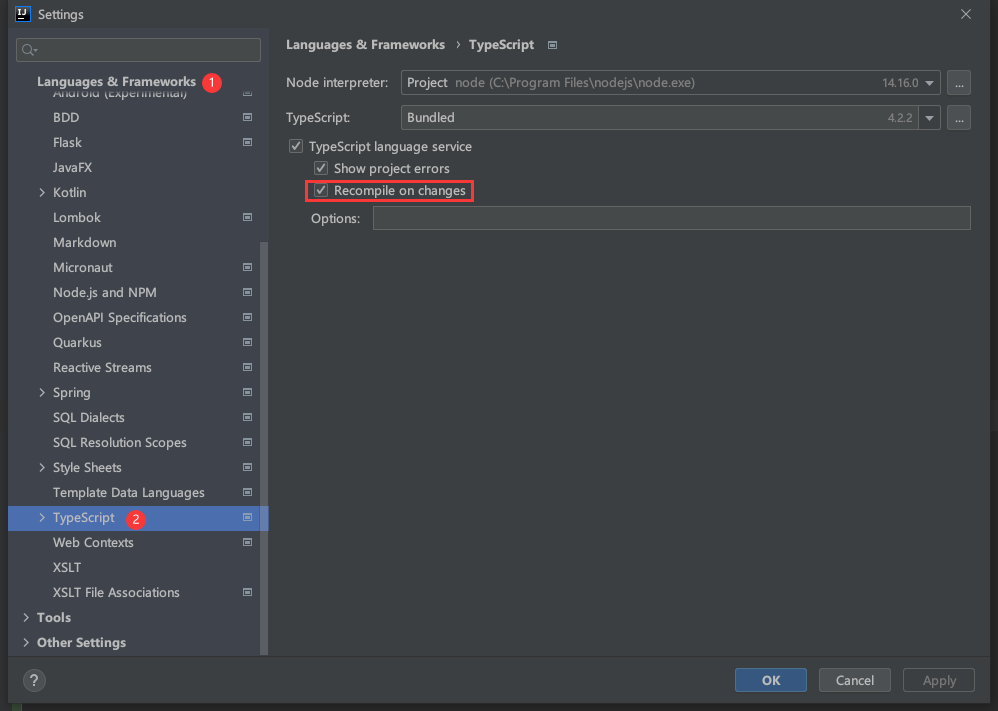 Settings
Languages & Frameworks 1
Android (Experimental)
BDD
Flask
JavaFX
Kotlin
Lombok
Markdown
Micronaut
Node.js and NPM
OpenAPI Specifications
Quarkus
Reactive Streams
Spring
SQL Dialects
SQL Resolution Scopes
Style Sheets
Template Data Languages
TypeScript 2
Web Contexts
XSLT
XSLT File Associations
Tools
Other Settings
Languages & Frameworks › TypeScript
Node interpreter: Project node (C:\Program Files\nodejs\node.exe) 14.16.0 ...
TypeScript: Bundled 4.2.2 ...
TypeScript language service
Show project errors
Recompile on changes
Options:
? OK Cancel Apply